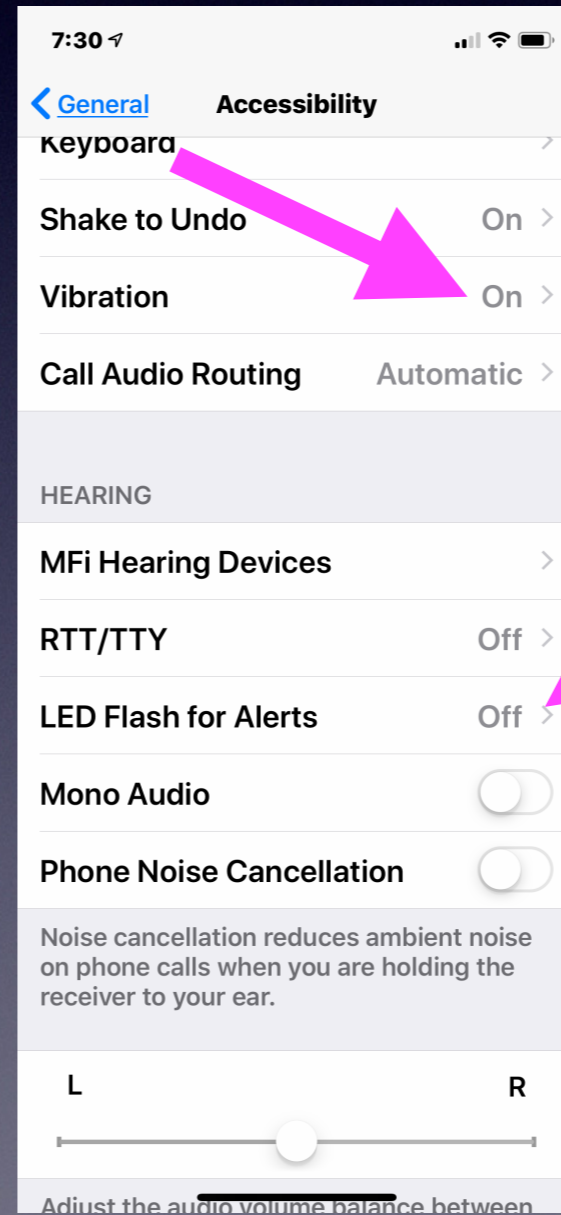 7:30
General
Accessibility
Keyboard
Shake to Undo On
Vibration On
Call Audio Routing Automatic
HEARING
MFi Hearing Devices
RTT/TTY Off
LED Flash for Alerts Off
Mono Audio
Phone Noise Cancellation
Noise cancellation reduces ambient noise
on phone calls when you are holding the
receiver to your ear.
L R
Adjust the audio volume balance between